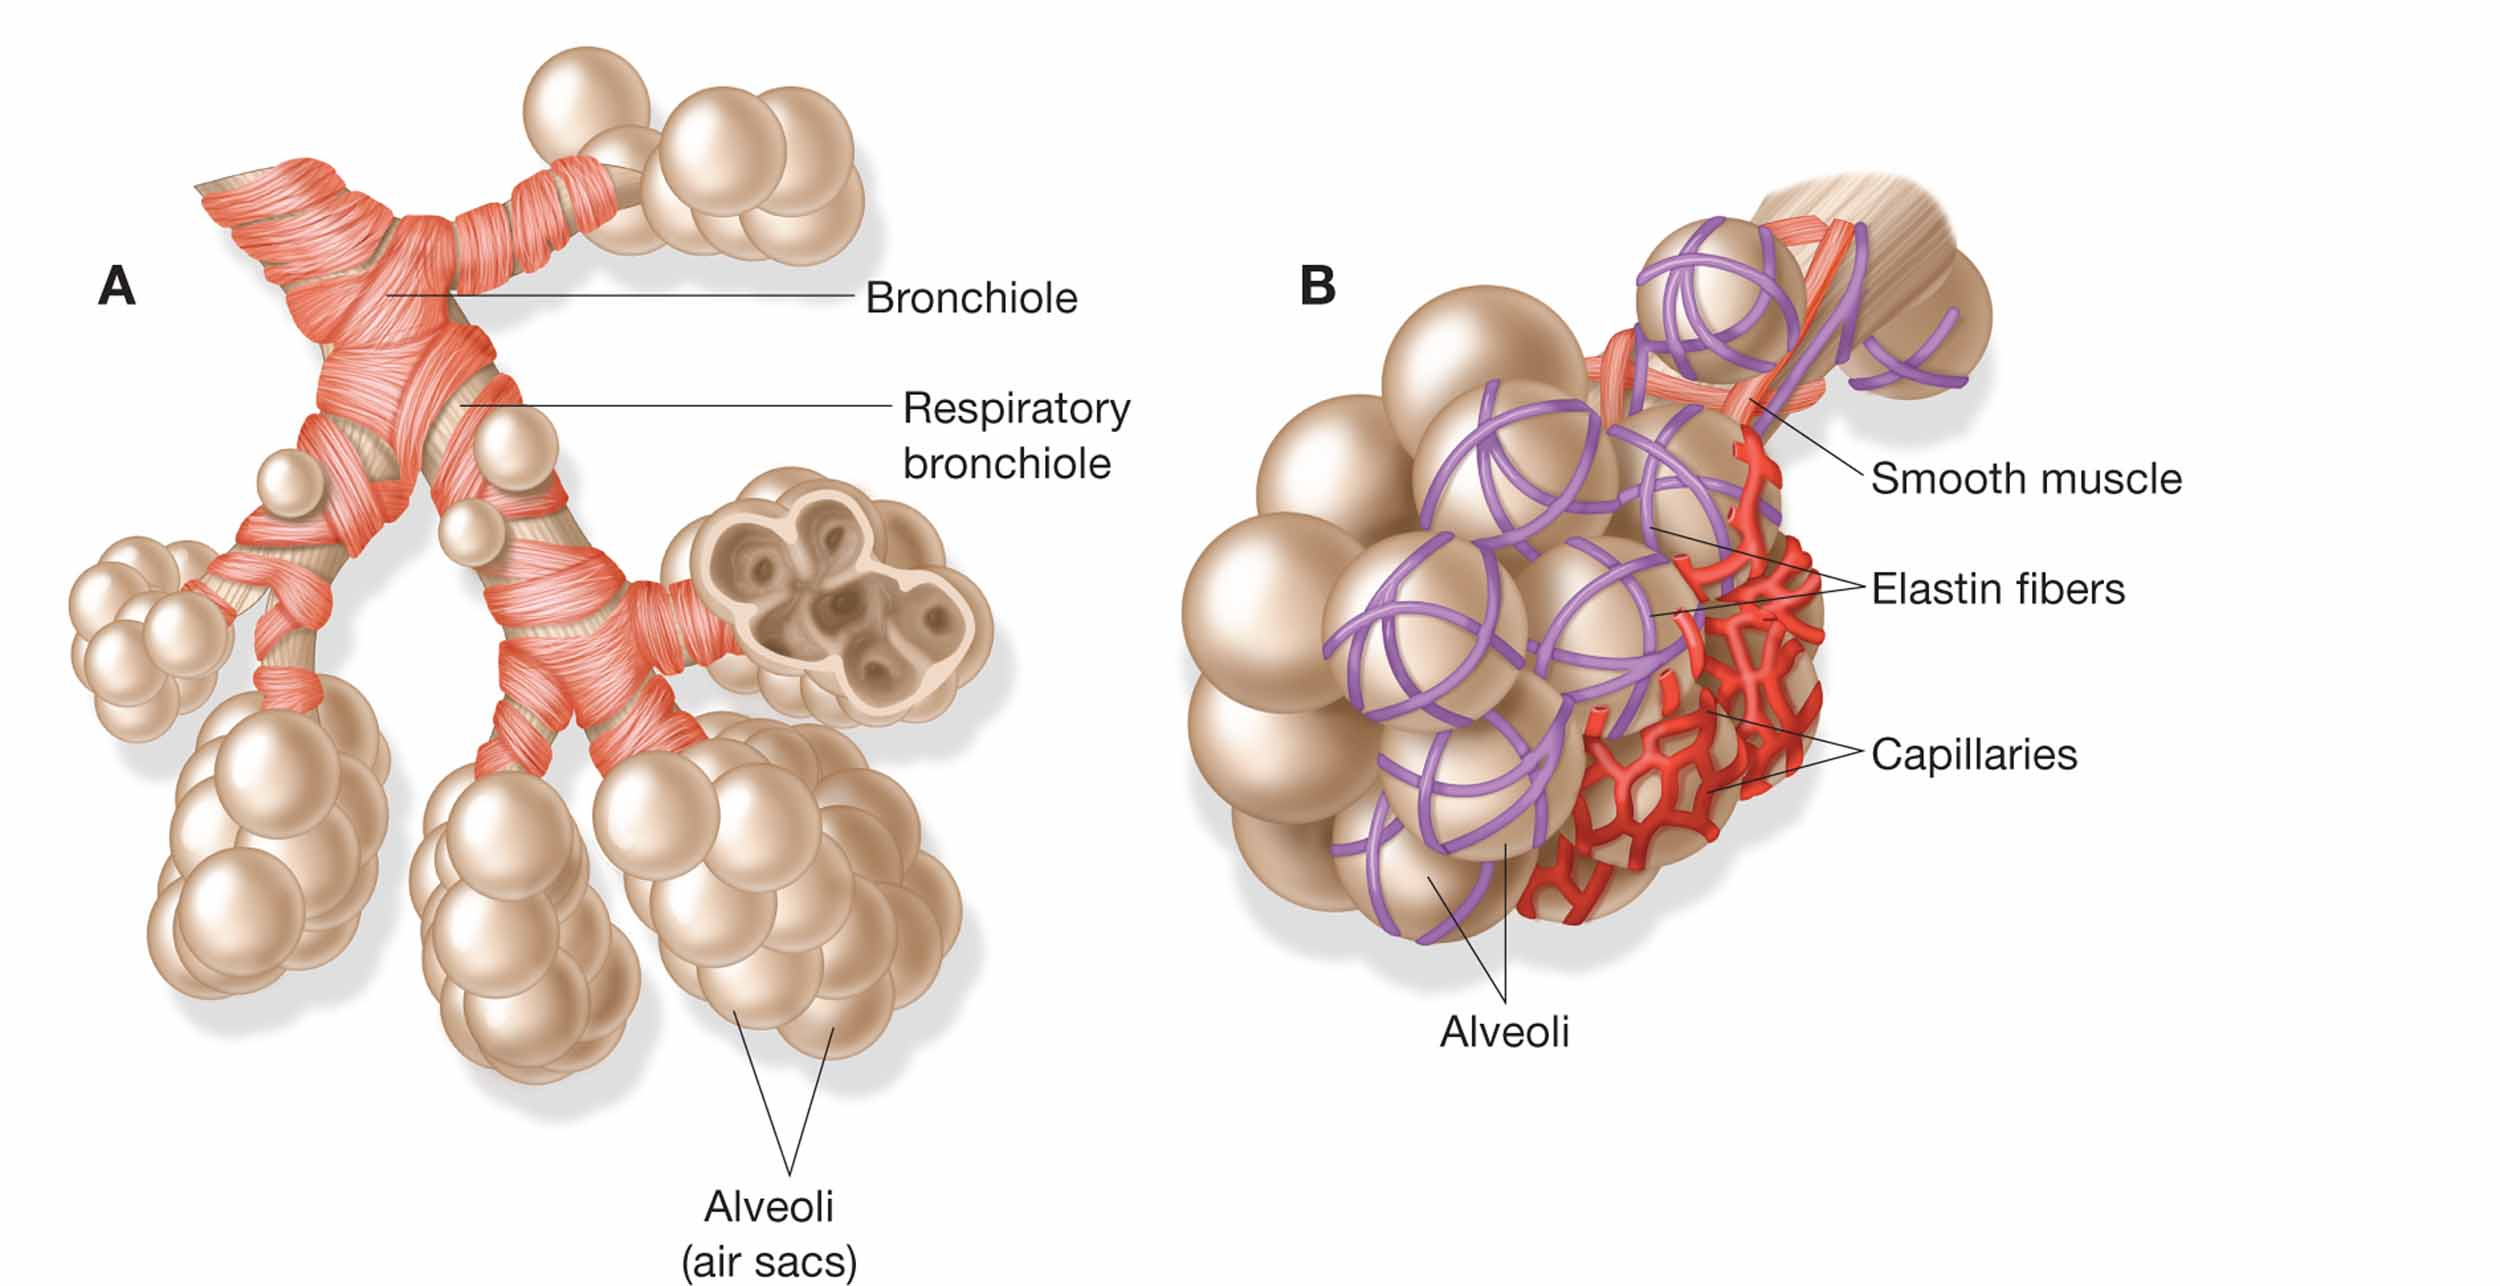 A
Bronchiole
Respiratory
bronchiole
Alveoli
(air sacs)
B
Smooth muscle
Elastin fibers
Capillaries
Alveoli